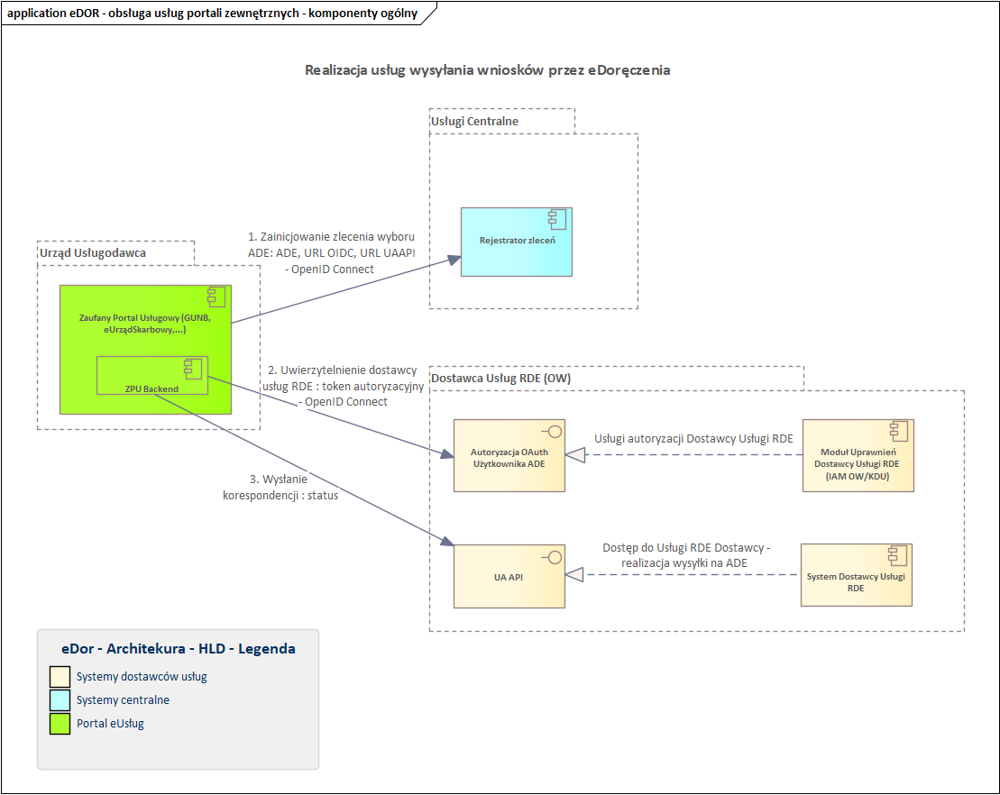 application eDOR - obsługa usług portali zewnętrznych - komponenty ogólny
Realizacja usług wysyłania wniosków przez eDoręczenia
Usługi Centralne
Rejestrator zleceń
1. Zainicjowanie zlecenia wyboru
ADE: ADE, URL OIDC, URL UAAPI
- OpenID Connect
Urząd Usługodawca
Zaufany Portal Usługowy (GUNB,
eUrządSkarbowy,...)
ZPU Backend
2. Uwierzytelnienie dostawcy
usług RDE : token autoryzacyjny
- OpenID Connect
Dostawca Usług RDE (OW)
Autoryzacja OAuth
Użytkownika ADE
Usługi autoryzacji Dostawcy Usługi RDE
Moduł Uprawnień
Dostawcy Usługi RDE
(IAM OW/KDU)
3. Wysłanie
korespondencji : status
UA API
Dostęp do Usługi RDE Dostawcy -
realizacja wysyłki na ADE
System Dostawcy Usługi
RDE
eDor - Architekura - HLD - Legenda
Systemy dostawców usług
Systemy centralne
Portal eUsług